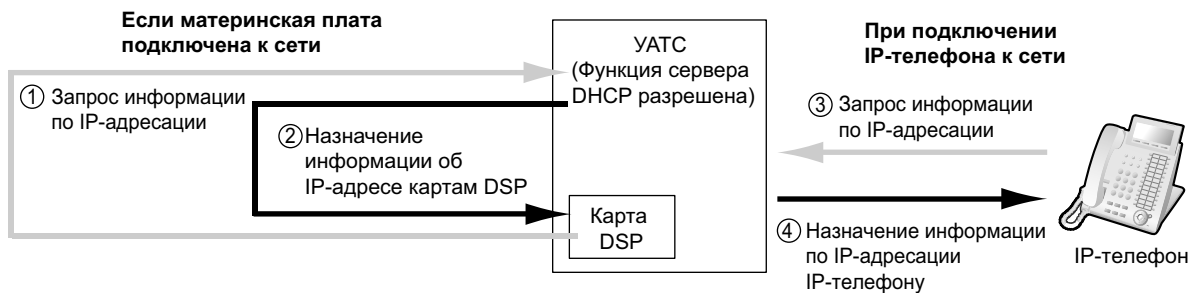 Если материнская плата
подключена к сети
① Запрос информации
по IP-адресации
② Назначение
информации об
IP-адресе картам DSP
УАТС
(Функция сервера
DHCP разрешена)
Карта
DSP
При подключении
IP-телефона к сети
③ Запрос информации
по IP-адресации
④ Назначение информации
по IP-адресации
IP-телефону
IP-телефон